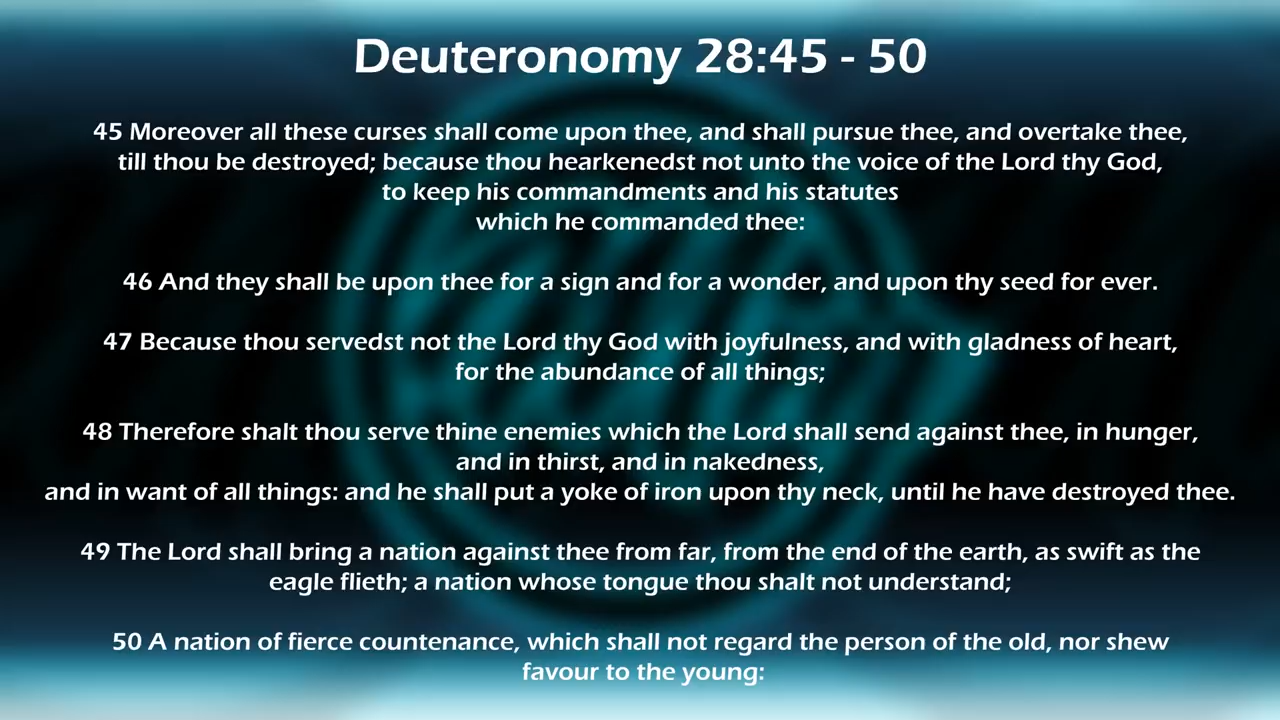 Deuteronomy 28:45 - 50
45 Moreover all these curses shall come upon thee, and shall pursue thee, and overtake thee,
till thou be destroyed; because thou hearkenedst not unto the voice of the Lord thy God,
to keep his commandments and his statutes
which he commanded thee:
46 And they shall be upon thee for a sign and for a wonder, and upon thy seed for ever.
47 Because thou servedst not the Lord thy God with joyfulness, and with gladness of heart,
for the abundance of all things;
48 Therefore shalt thou serve thine enemies which the Lord shall send against thee, in hunger,
and in thirst, and in nakedness,
and in want of all things: and he shall put a yoke of iron upon thy neck, until he have destroyed thee.
49 The Lord shall bring a nation against thee from far, from the end of the earth, as swift as the
eagle flieth; a nation whose tongue thou shalt not understand;
50 A nation of fierce countenance, which shall not regard the person of the old, nor shew
favour to the young: